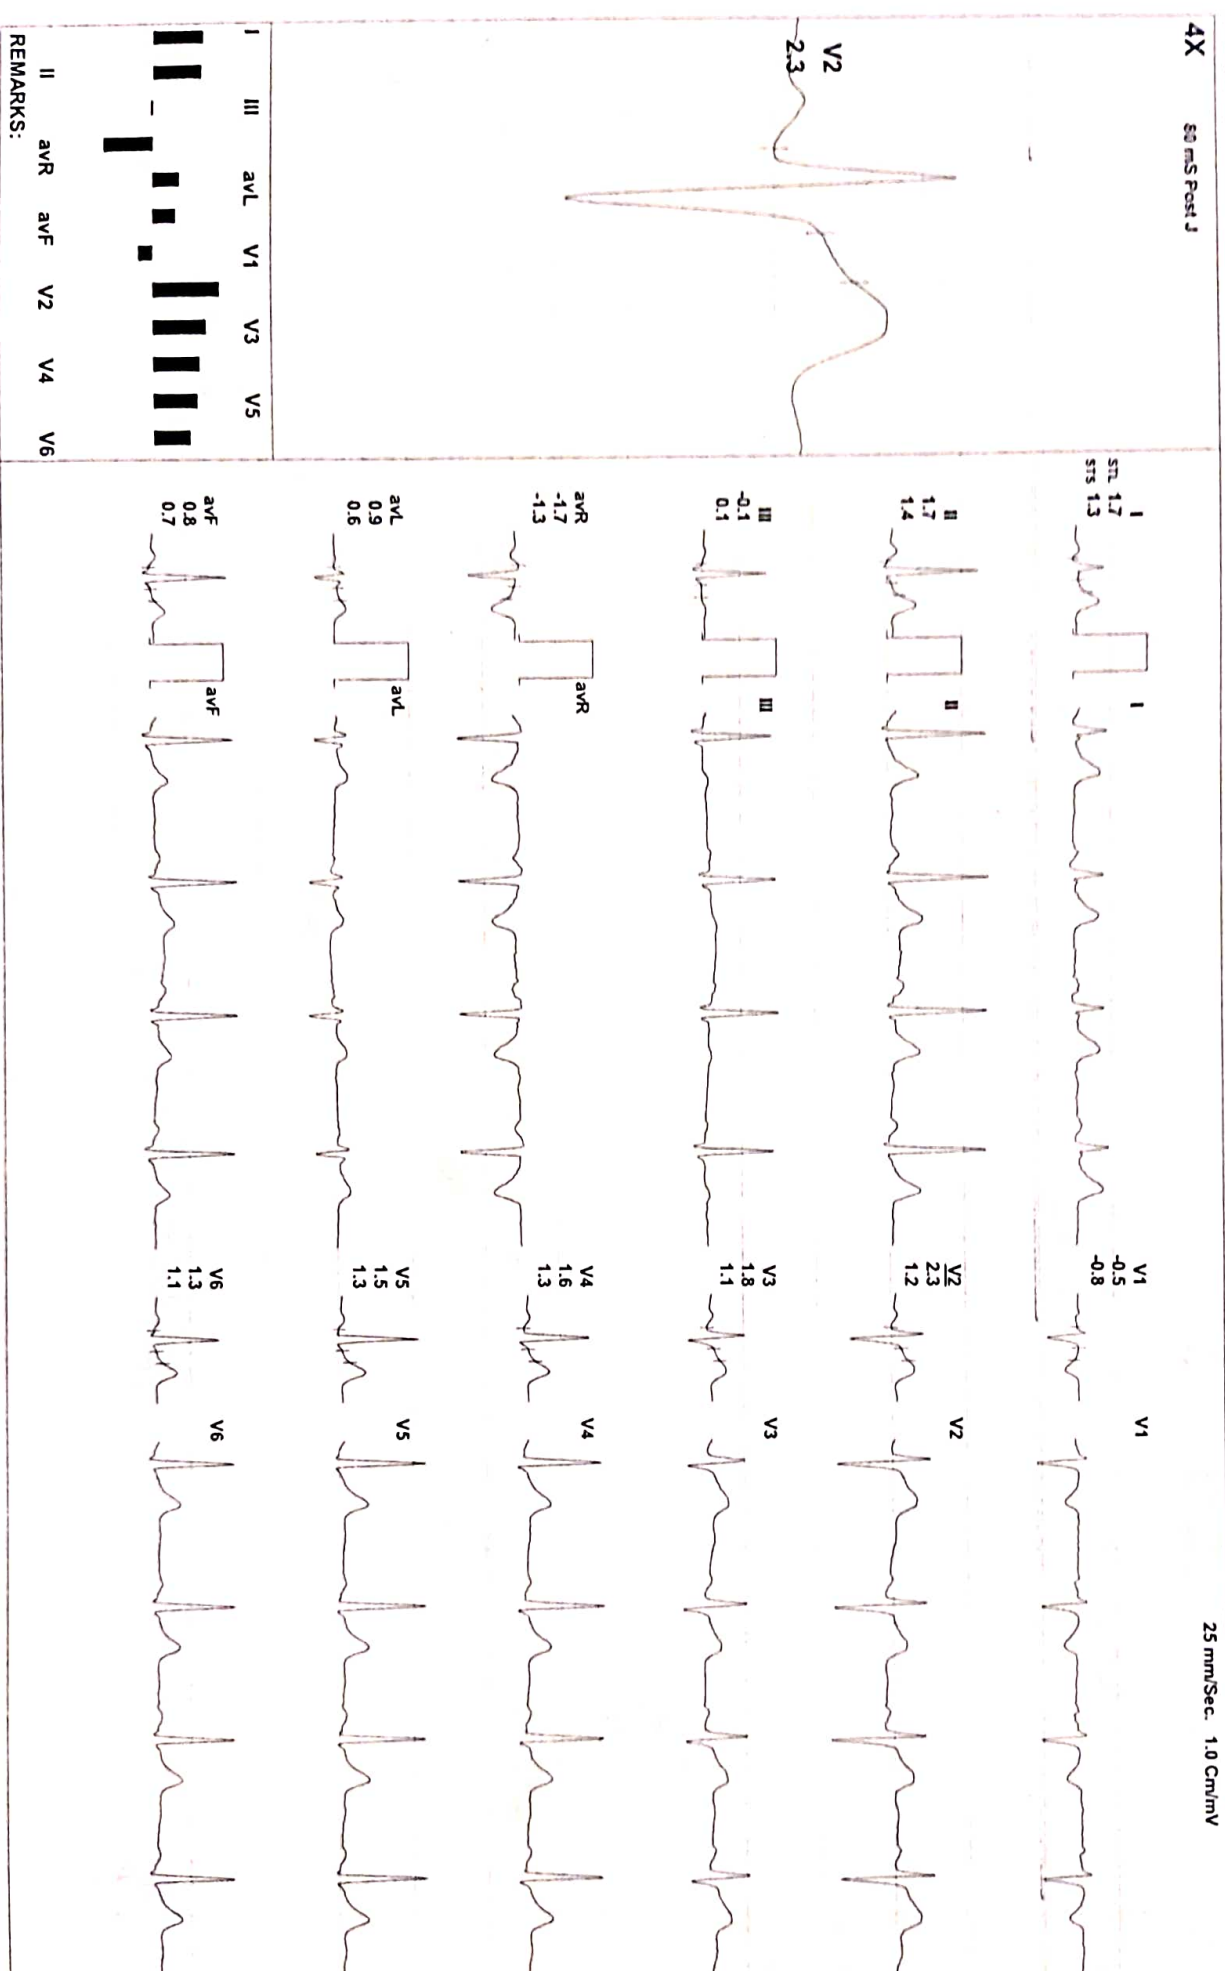 4X
80 mS Post J
25 mm/Sec. 1.0 Cm/mV
V2
2.3
I
STL 1.7
STS 1.3
I
V1
-0.5
-0.8
V1
II
1.7
1.4
II
V2
2.3
1.2
V2
III
-0.1
0.1
III
V3
1.8
1.1
V3
avR
-1.7
-1.3
avR
V4
1.6
1.3
V4
avL
0.9
0.6
avL
V5
1.5
1.3
V5
avF
0.8
0.7
avF
V6
1.3
1.1
V6
I III avL V1 V3 V5
II avR avF V2 V4 V6
REMARKS: